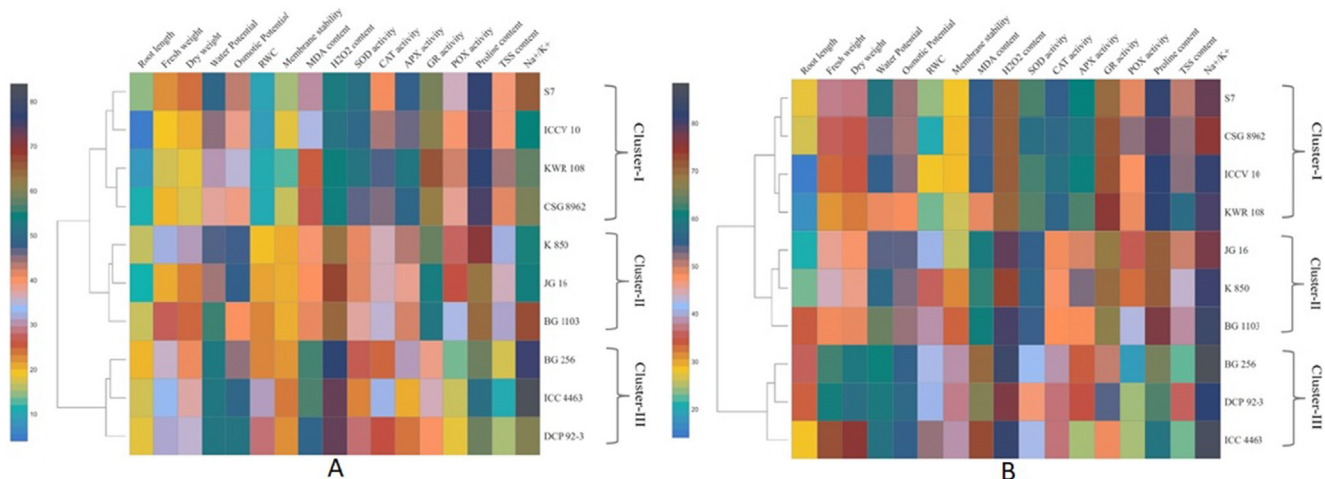 Root length
Fresh weight
Dry weight
Water Potential
Osmotic Potential
RWC
Membrane stability
MDA content
H2O2 content
SOD activity
CAT activity
APX activity
GR activity
POX activity
Proline content
TSS content
Na+/K+
80
70
60
50
40
30
20
10
S7
ICCV 10
KWR 108
CSG 8962
K 850
JG 16
BG 1103
BG 256
ICC 4463
DCP 92-3
Cluster-I
Cluster-II
Cluster-III
A
Root length
Fresh weight
Dry weight
Water Potential
Osmotic Potential
RWC
Membrane stability
MDA content
H2O2 content
SOD activity
CAT activity
APX activity
GR activity
POX activity
Proline content
TSS content
Na+/K+
80
70
60
50
40
30
20
S7
CSG 8962
ICCV 10
KWR 108
JG 16
K 850
BG 1103
BG 256
DCP 92-3
ICC 4463
Cluster-I
Cluster-II
Cluster-III
B